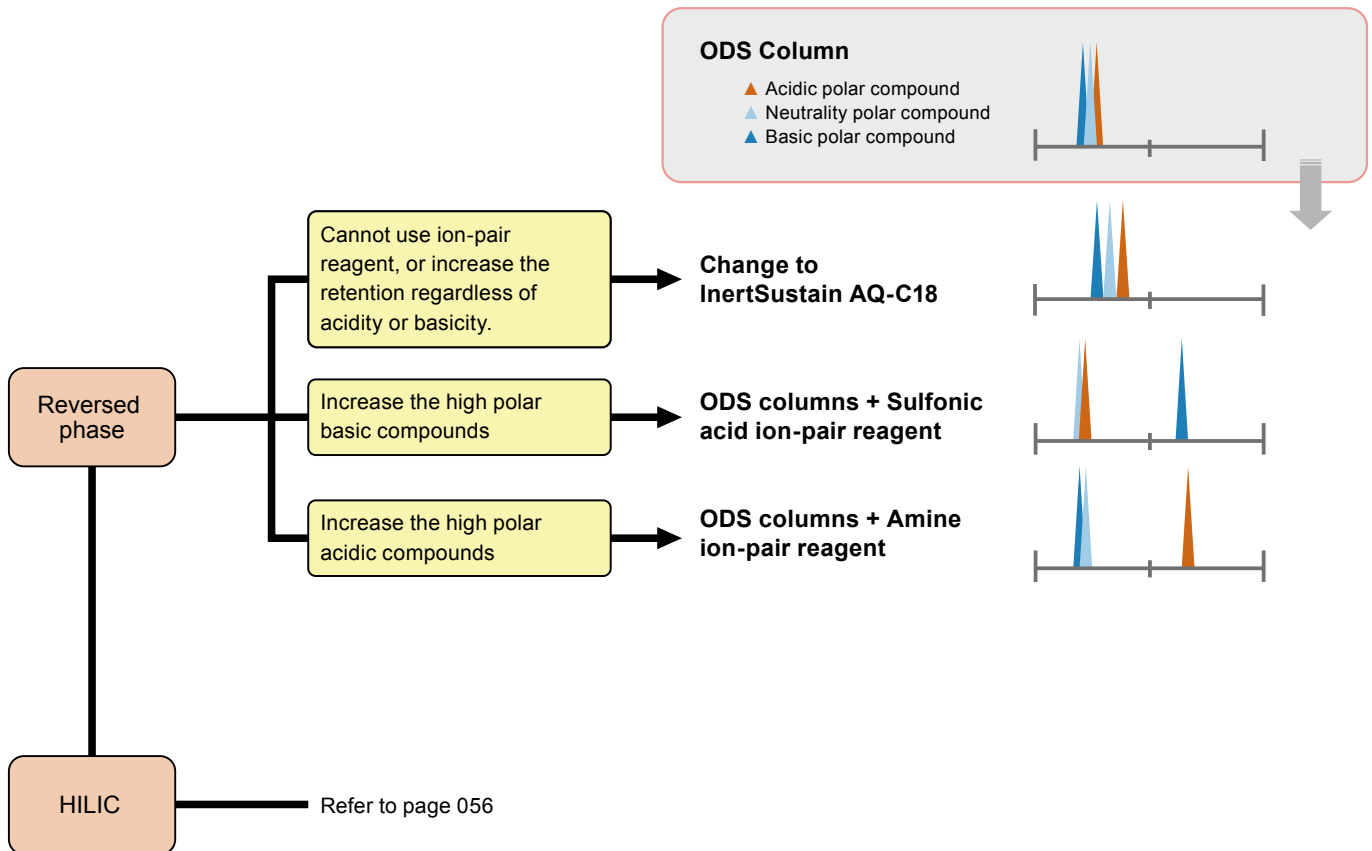 ODS Column
Acidic polar compound
Neutrality polar compound
Basic polar compound
Cannot use ion-pair
reagent, or increase the
retention regardless of
acidity or basicity.
Change to
InertSustain AQ-C18
Reversed
phase
Increase the high polar
basic compounds
ODS columns + Sulfonic
acid ion-pair reagent
Increase the high polar
acidic compounds
ODS columns + Amine
ion-pair reagent
HILIC
Refer to page 056